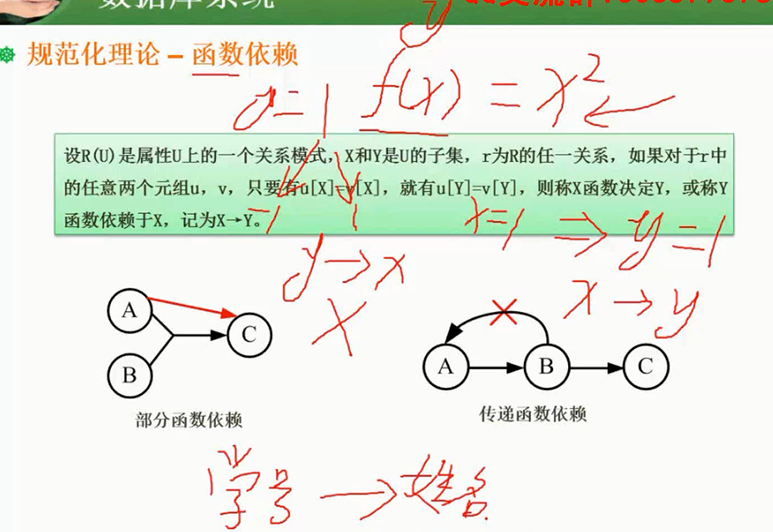 数据库系统
规范化理论 – 函数依赖
y=1 f(x) = x²
设R(U)是属性U上的一个关系模式，X和Y是U的子集，r为R的任一关系，如果对于r中
的任意两个元组u，v，只要有u[X]=v[X]，就有u[Y]=v[Y]，则称X函数决定Y，或称Y
函数依赖于X，记为X→Y。
-1 1 x=1 ⇒ y=1
y→x x→y
A
B
C
A B C
部分函数依赖 传递函数依赖
学号 → 姓名